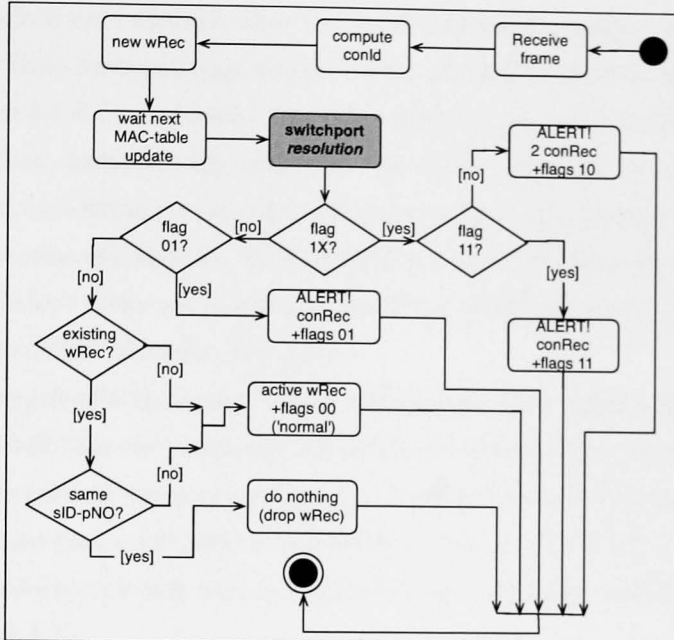 new wRec
compute
conId
Receive
frame
wait next
MAC-table
update
switchport
resolution
ALERT!
2 conRec
+flags 10
[no]
flag
01?
[no]
flag
1X?
[yes]
flag
11?
[no]
[yes]
[yes]
ALERT!
conRec
+flags 01
ALERT!
conRec
+flags 11
existing
wRec?
[no]
[yes]
active wRec
+flags 00
('normal')
[no]
same
sID-pNO?
do nothing
(drop wRec)
[yes]